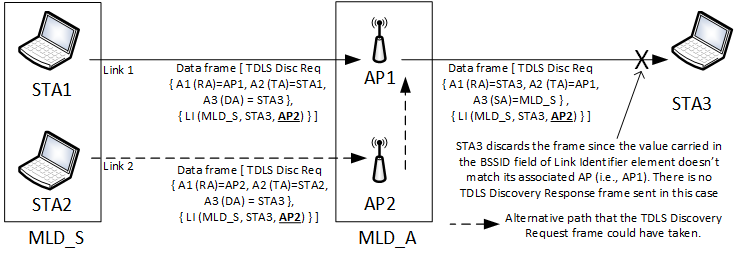 STA1
Link 1
Data frame [ TDLS Disc Req
{ A1 (RA)=AP1, A2 (TA)=STA1,
A3 (DA) = STA3 },
{ LI (MLD_S, STA3, AP2) } ]
AP1
Data frame [ TDLS Disc Req
{ A1 (RA)=STA3, A2 (TA)=AP1,
A3 (SA)=MLD_S } ,
{ LI (MLD_S, STA3, AP2) } ]
X
STA3
STA3 discards the frame since the value carried in
the BSSID field of Link Identifier element doesn't
match its associated AP (i.e., AP1). There is no
TDLS Discovery Response frame sent in this case
STA2
Link 2
Data frame [ TDLS Disc Req
{ A1 (RA)=AP2, A2 (TA)=STA2,
A3 (DA) = STA3 },
{ LI (MLD_S, STA3, AP2) } ]
AP2
Alternative path that the TDLS Discovery
Request frame could have taken.
MLD_S
MLD_A